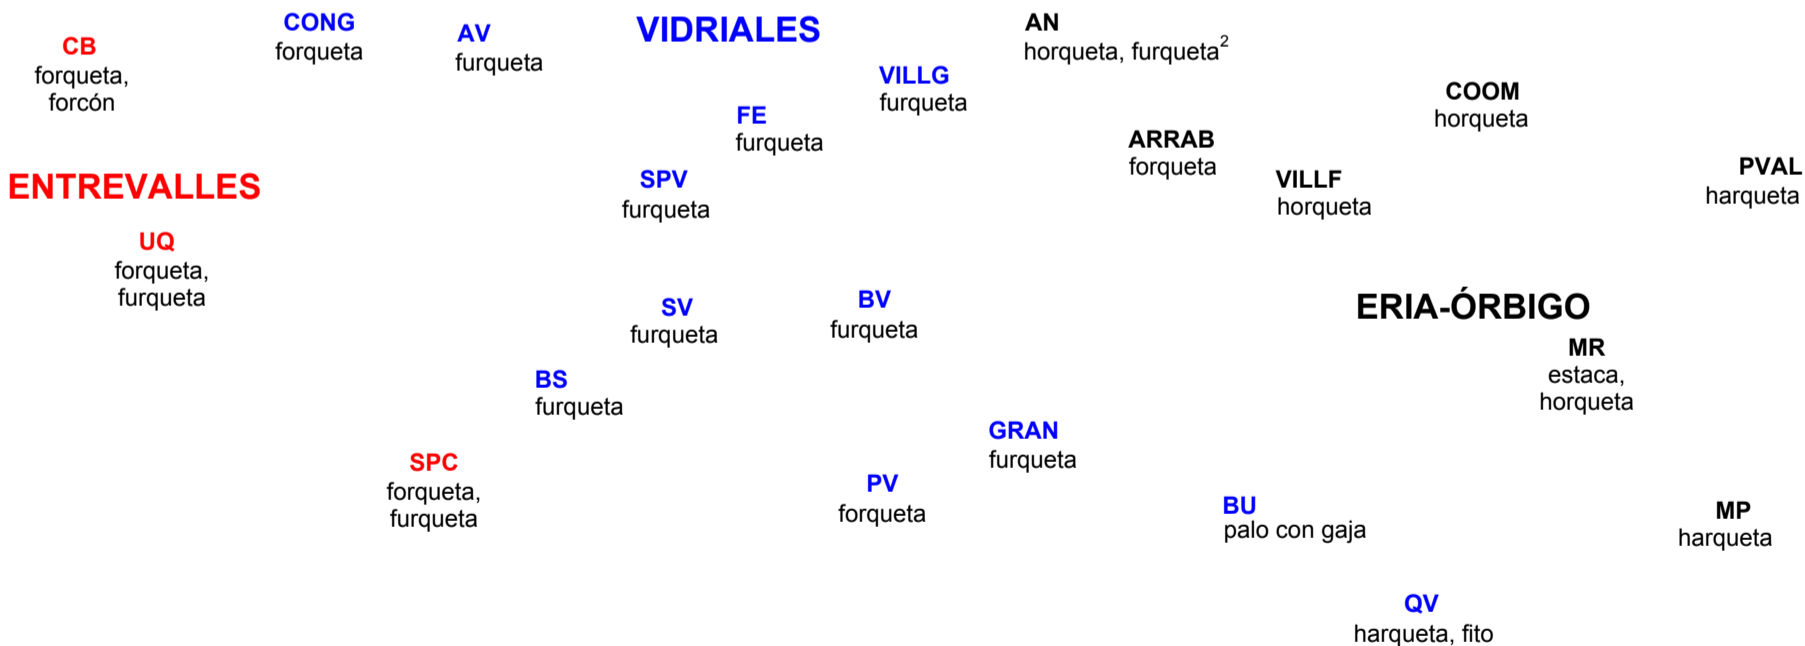 CONG
forqueta
AV
furqueta
VIDRIALES
AN
horqueta, furqueta²
CB
forqueta,
forcón
VILLG
furqueta
COOM
horqueta
FE
furqueta
ARRAB
forqueta
PVAL
harqueta
ENTREVALLES
SPV
furqueta
VILLF
horqueta
UQ
forqueta,
furqueta
SV
furqueta
BV
furqueta
ERIA-ÓRBIGO
MR
estaca,
horqueta
BS
furqueta
GRAN
furqueta
SPC
forqueta,
furqueta
PV
forqueta
BU
palo con gaja
MP
harqueta
QV
harqueta, fito